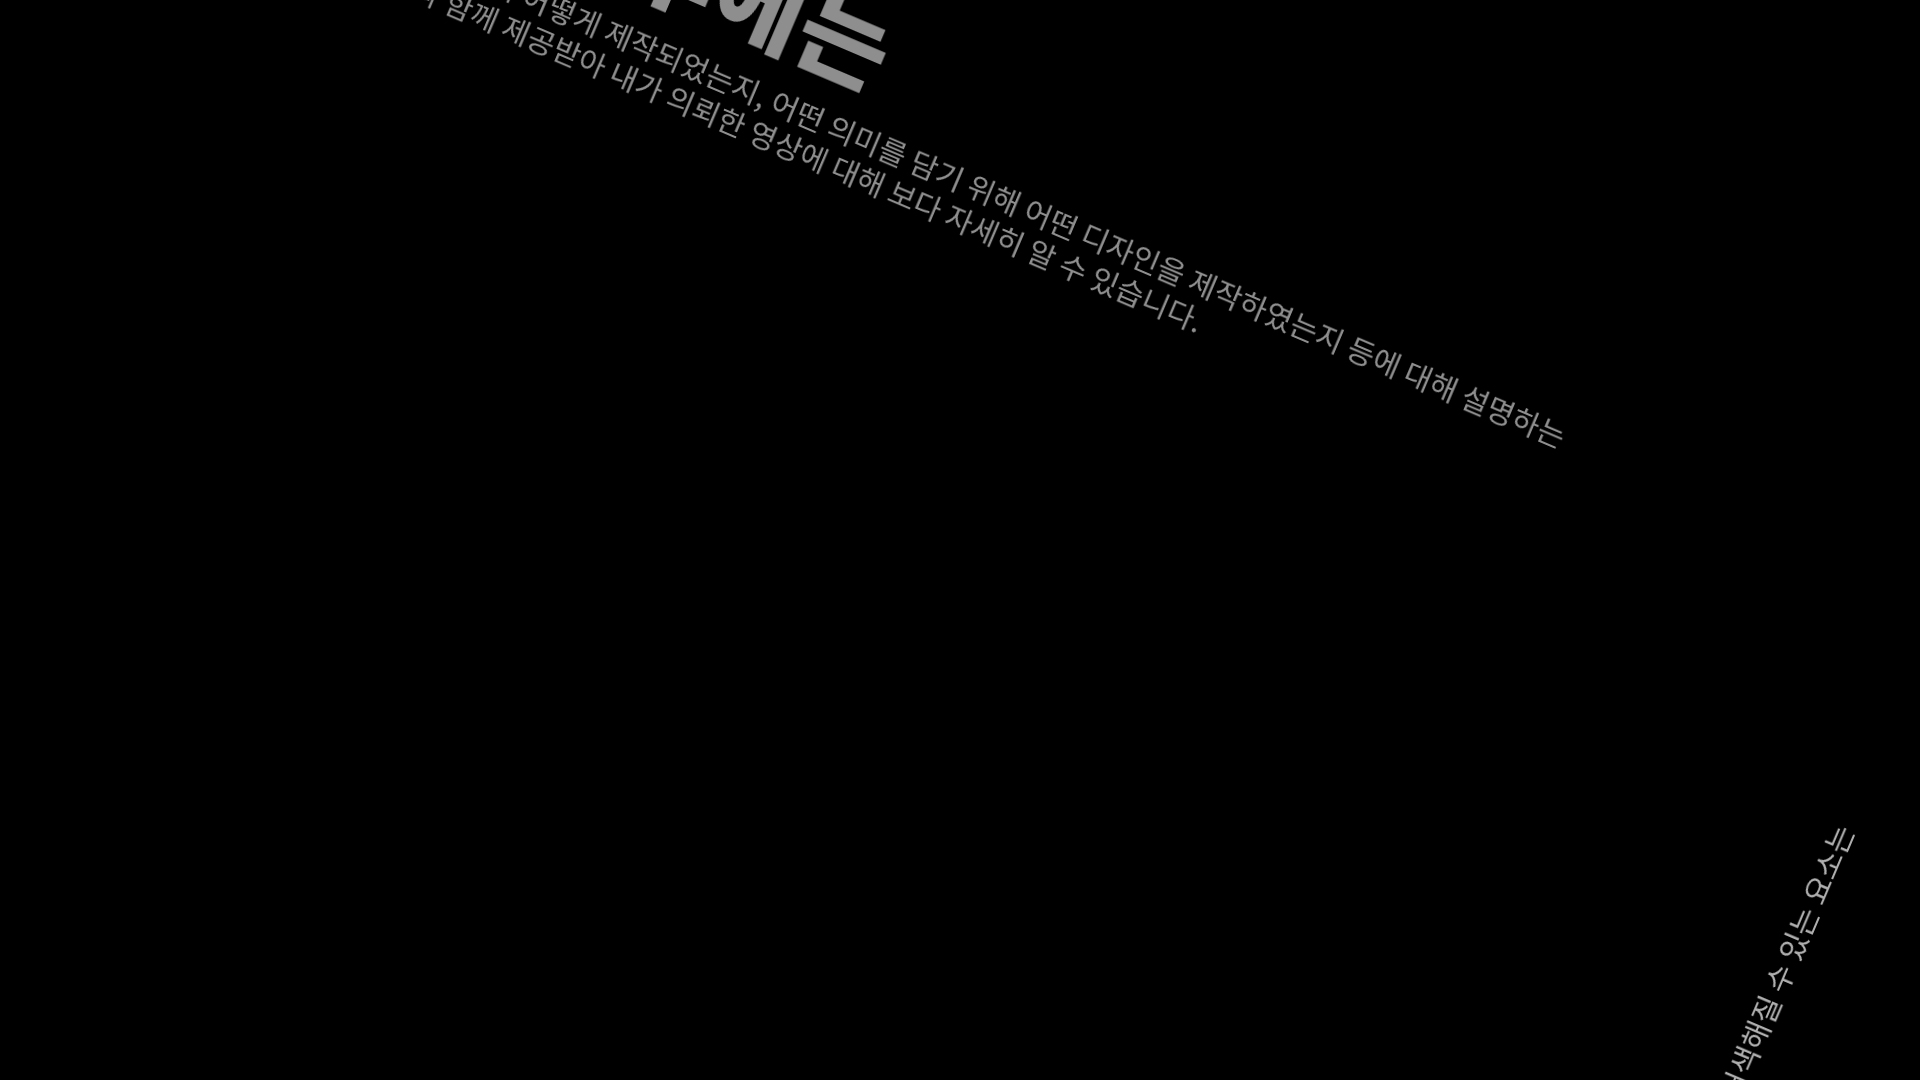 에는
어떻게 제작되었는지, 어떤 의미를 담기 위해 어떤 디자인을 제작하였는지 등에 대해 설명하는
함께 제공받아 내가 의뢰한 영상에 대해 보다 자세히 알 수 있습니다.
색해질 수 있는 요소는